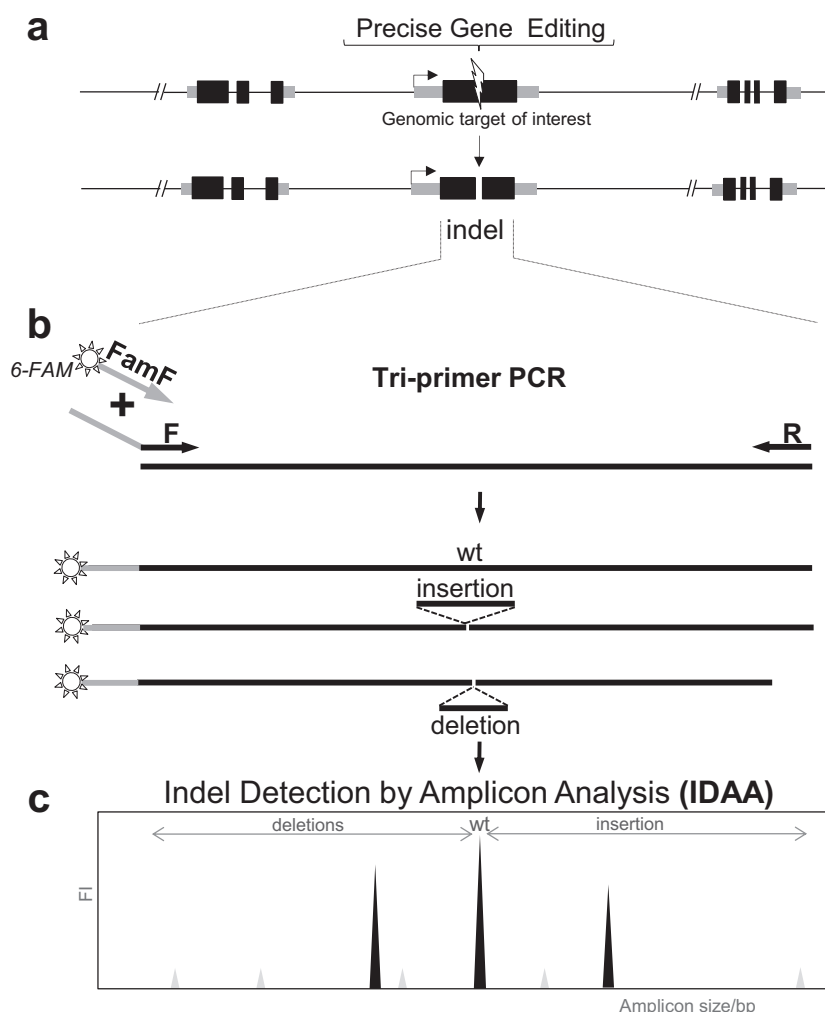 a
Precise Gene Editing
Genomic target of interest
indel
b
6-FAM
FamF
+
Tri-primer PCR
F
R
wt
insertion
deletion
c
Indel Detection by Amplicon Analysis (IDAA)
deletions
wt
insertion
FI
Amplicon size/bp